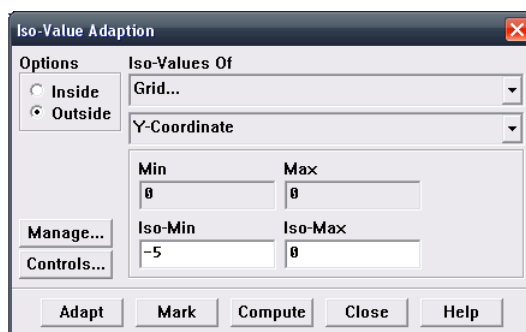 Iso-Value Adaption
Options
Inside
Outside
Iso-Values Of
Grid...
Y-Coordinate
Min Max
0 0
Iso-Min Iso-Max
-5 0
Manage...
Controls...
Adapt Mark Compute Close Help